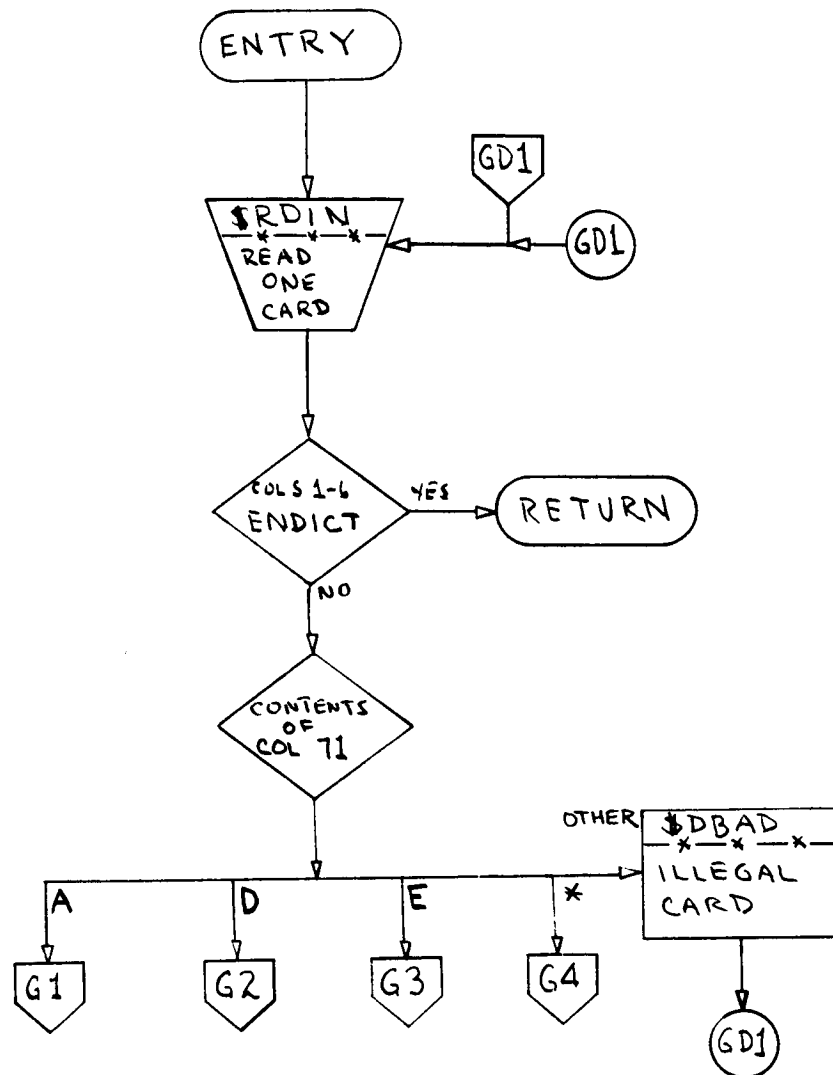 ENTRY
GD1
$RDIN
GD1
READ
ONE
CARD
COLS 1-6
YES
ENDICT
RETURN
NO
CONTENTS
OF
COL 71
OTHER
$DBAD
ILLEGAL
CARD
A
D
E
*
G1
G2
G3
G4
GD1